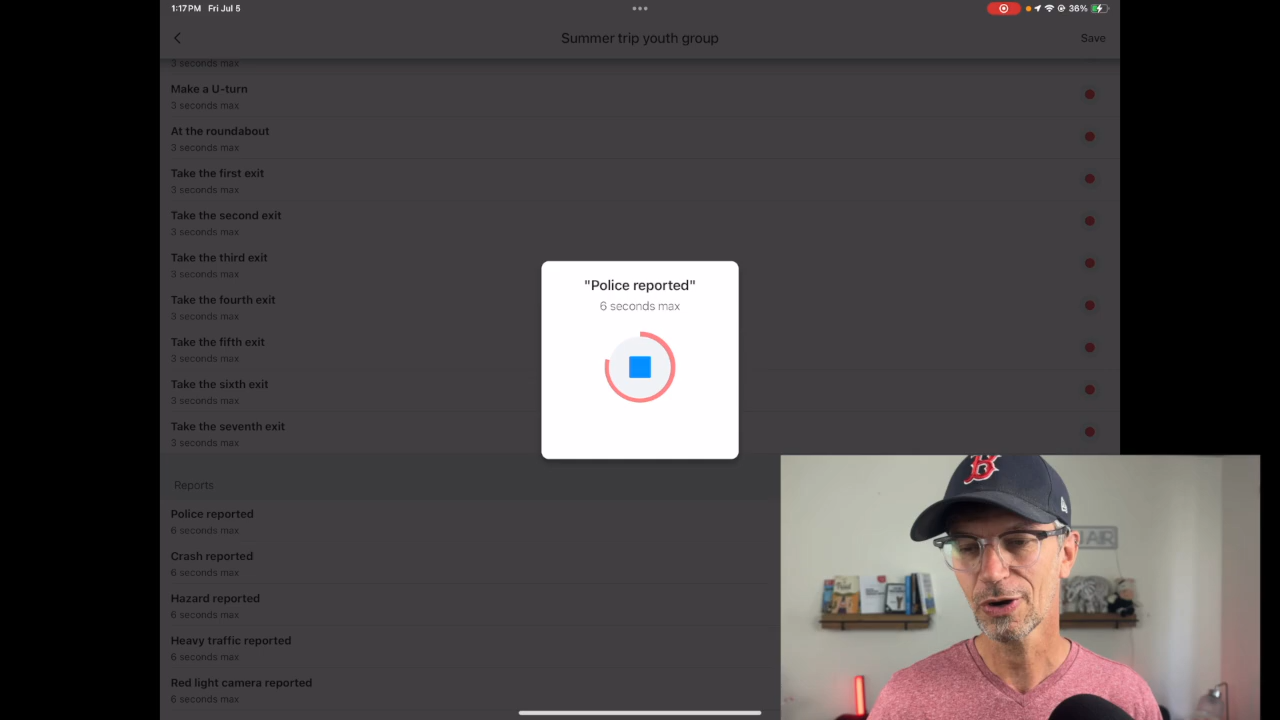 1:17 PM Fri Jul 5
36%
Summer trip youth group
Save
3 seconds max
Make a U-turn
3 seconds max
At the roundabout
3 seconds max
Take the first exit
3 seconds max
Take the second exit
3 seconds max
Take the third exit
3 seconds max
Take the fourth exit
3 seconds max
Take the fifth exit
3 seconds max
Take the sixth exit
3 seconds max
Take the seventh exit
3 seconds max
"Police reported"
6 seconds max
Reports
Police reported
6 seconds max
Crash reported
6 seconds max
Hazard reported
6 seconds max
Heavy traffic reported
6 seconds max
Red light camera reported
6 seconds max
B